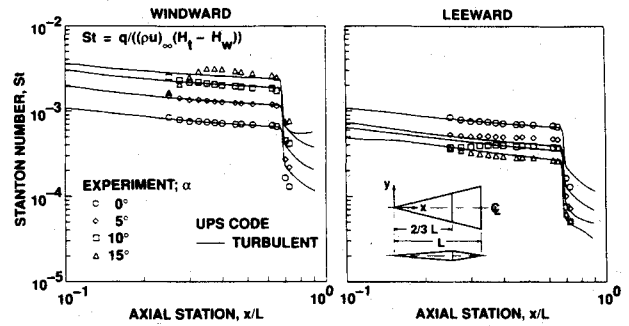 WINDWARD
St = q/((ρu)∞(Ht − Hw))
STANTON NUMBER, St
10−2
10−3
10−4
10−5
EXPERIMENT; α
○ 0°
◇ 5°
□ 10°
△ 15°
UPS CODE
—— TURBULENT
10−1
100
AXIAL STATION, x/L
LEEWARD
y
x
℄
2/3 L
L
10−1
100
AXIAL STATION, x/L